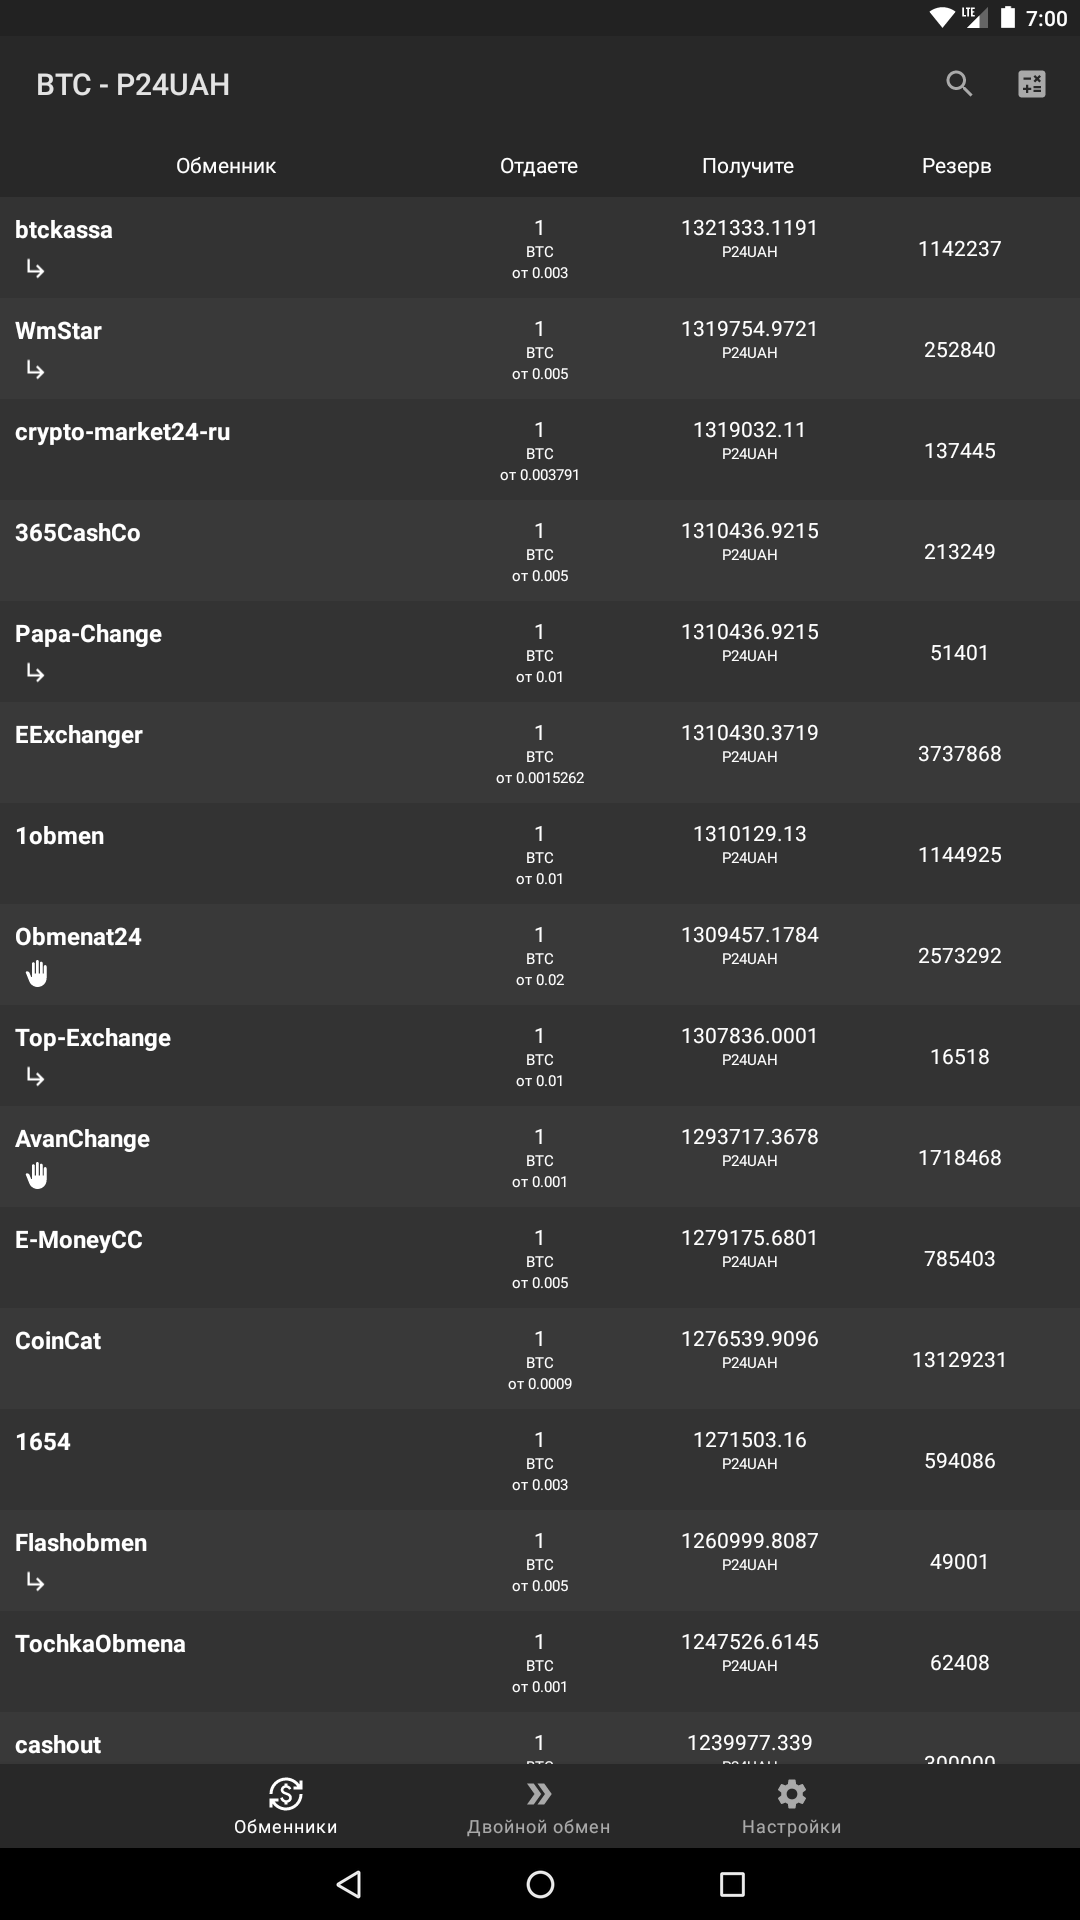 LTE 7:00
BTC - P24UAH
Обменник Отдаете Получите Резерв
btckassa 1 1321333.1191 1142237
BTC P24UAH
от 0.003
WmStar 1 1319754.9721 252840
BTC P24UAH
от 0.005
crypto-market24-ru 1 1319032.11 137445
BTC P24UAH
от 0.003791
365CashCo 1 1310436.9215 213249
BTC P24UAH
от 0.005
Papa-Change 1 1310436.9215 51401
BTC P24UAH
от 0.01
EExchanger 1 1310430.3719 3737868
BTC P24UAH
от 0.0015262
1obmen 1 1310129.13 1144925
BTC P24UAH
от 0.01
Obmenat24 1 1309457.1784 2573292
BTC P24UAH
от 0.02
Top-Exchange 1 1307836.0001 16518
BTC P24UAH
от 0.01
AvanChange 1 1293717.3678 1718468
BTC P24UAH
от 0.001
E-MoneyCC 1 1279175.6801 785403
BTC P24UAH
от 0.005
CoinCat 1 1276539.9096 13129231
BTC P24UAH
от 0.0009
1654 1 1271503.16 594086
BTC P24UAH
от 0.003
Flashobmen 1 1260999.8087 49001
BTC P24UAH
от 0.005
TochkaObmena 1 1247526.6145 62408
BTC P24UAH
от 0.001
cashout 1 1239977.339
Обменники Двойной обмен Настройки